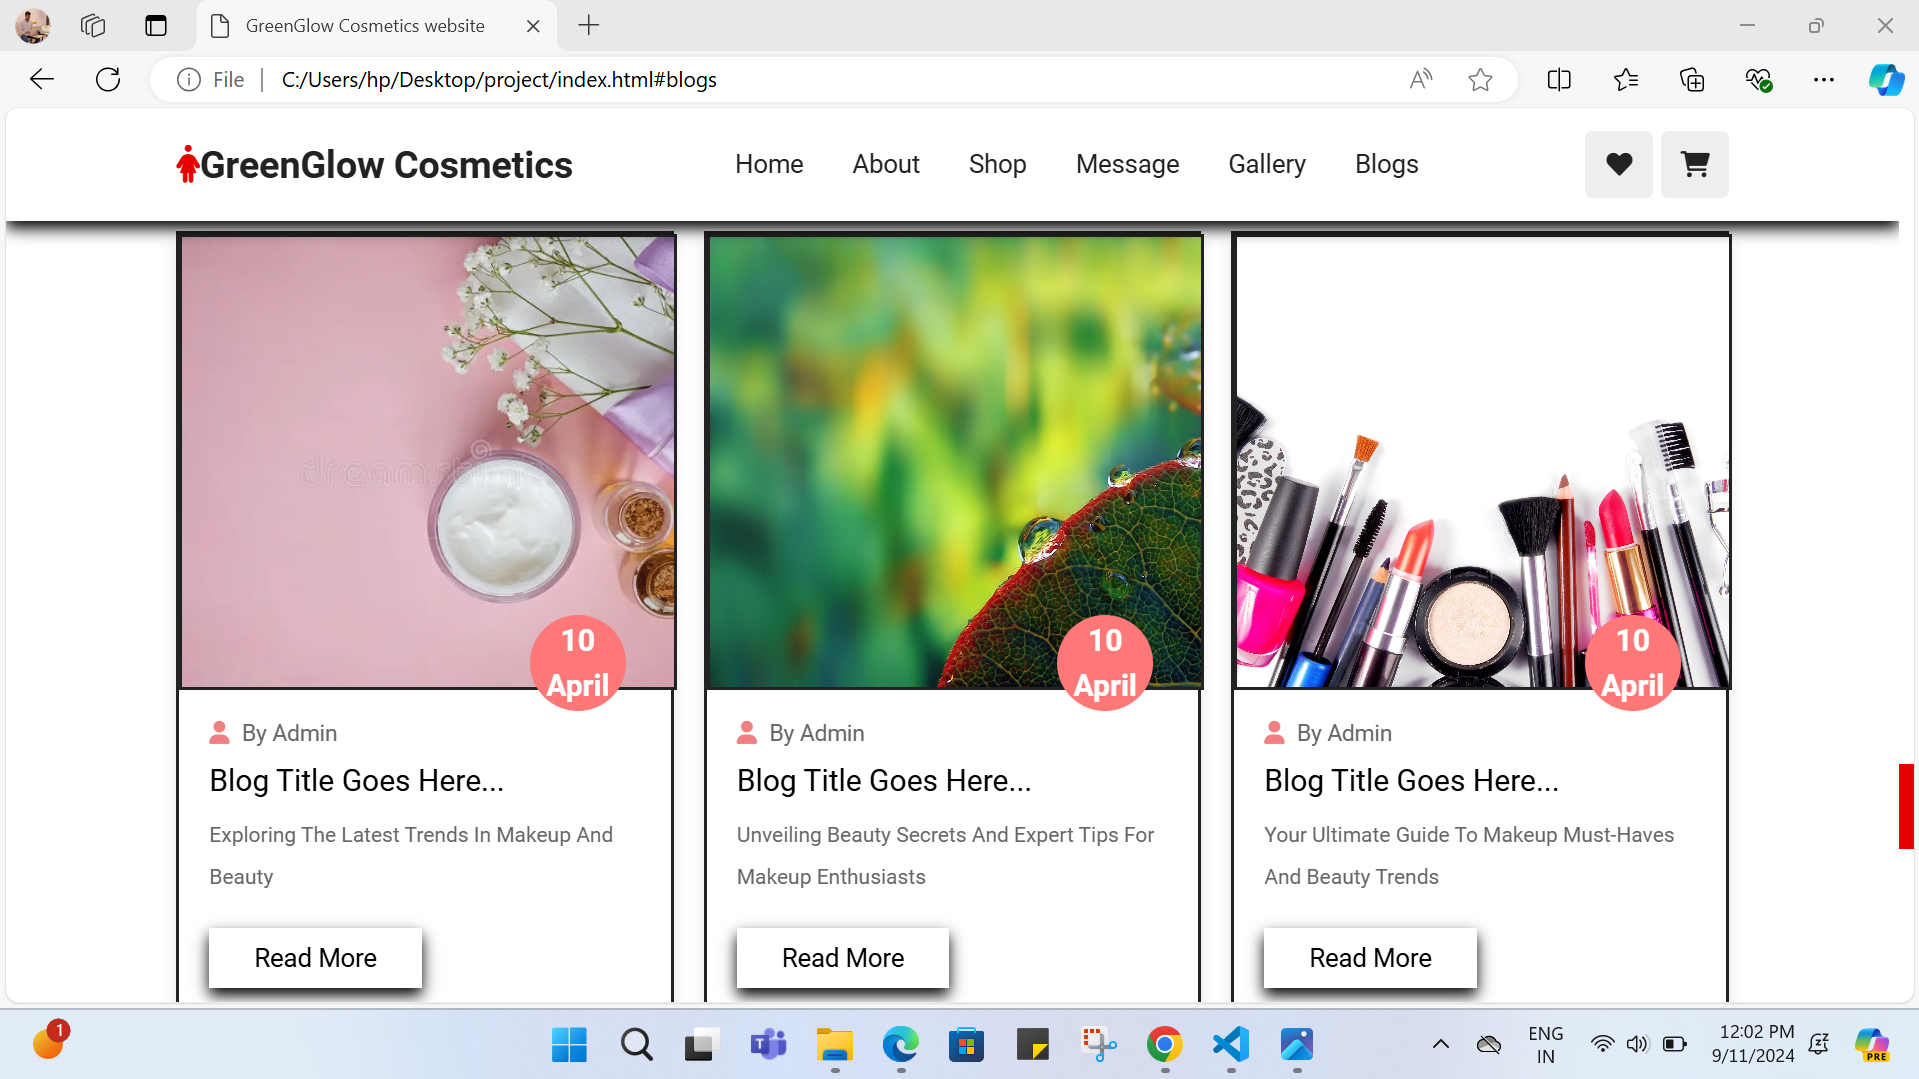 GreenGlow Cosmetics website
File
C:/Users/hp/Desktop/project/index.html#blogs
GreenGlow Cosmetics
Home About Shop Message Gallery Blogs
dreamstime
10
April
10
April
10
April
By Admin
Blog Title Goes Here...
Exploring The Latest Trends In Makeup And
Beauty
Read More
By Admin
Blog Title Goes Here...
Unveiling Beauty Secrets And Expert Tips For
Makeup Enthusiasts
Read More
By Admin
Blog Title Goes Here...
Your Ultimate Guide To Makeup Must-Haves
And Beauty Trends
Read More
1
ENG
IN
12:02 PM
9/11/2024
PRE